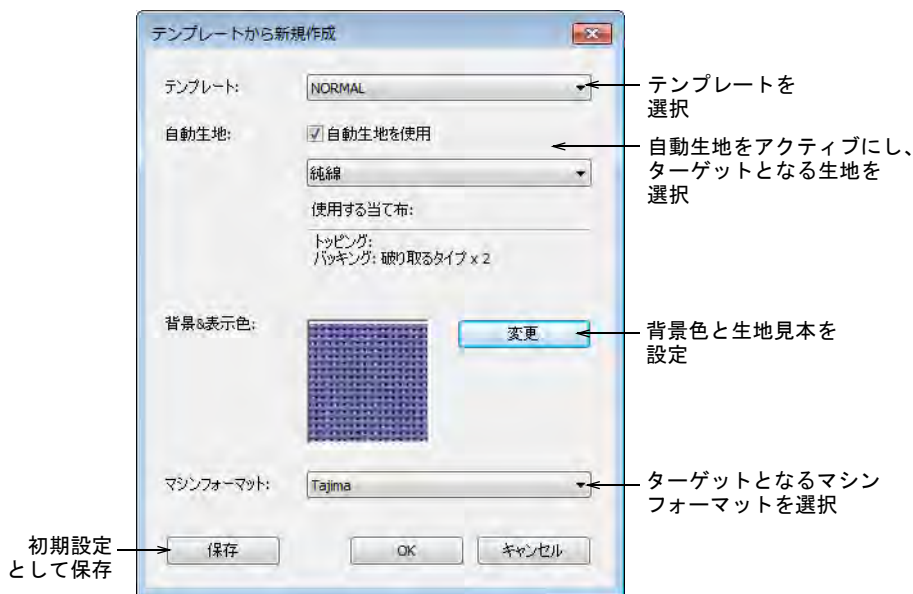 テンプレートから新規作成
テンプレート:
NORMAL
テンプレートを
選択
自動生地:
自動生地を使用
自動生地をアクティブにし、
ターゲットとなる生地を
選択
純綿
使用する当て布:
トッピング:
バッキング: 破り取るタイプ x 2
背景&表示色:
変更
背景色と生地見本を
設定
マシンフォーマット:
Tajima
ターゲットとなるマシン
フォーマットを選択
初期設定
として保存
保存
OK
キャンセル